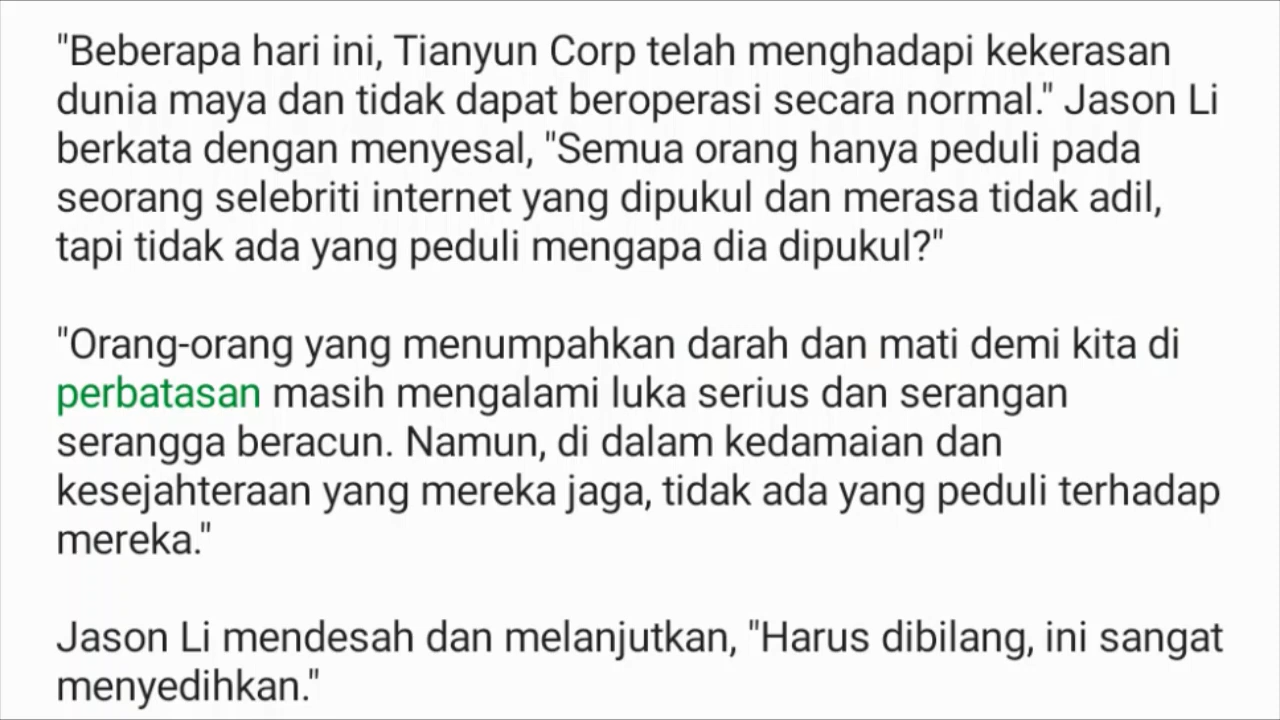 "Beberapa hari ini, Tianyun Corp telah menghadapi kekerasan
dunia maya dan tidak dapat beroperasi secara normal." Jason Li
berkata dengan menyesal, "Semua orang hanya peduli pada
seorang selebriti internet yang dipukul dan merasa tidak adil,
tapi tidak ada yang peduli mengapa dia dipukul?"
"Orang-orang yang menumpahkan darah dan mati demi kita di
perbatasan masih mengalami luka serius dan serangan
serangga beracun. Namun, di dalam kedamaian dan
kesejahteraan yang mereka jaga, tidak ada yang peduli terhadap
mereka."
Jason Li mendesah dan melanjutkan, "Harus dibilang, ini sangat
menyedihkan."